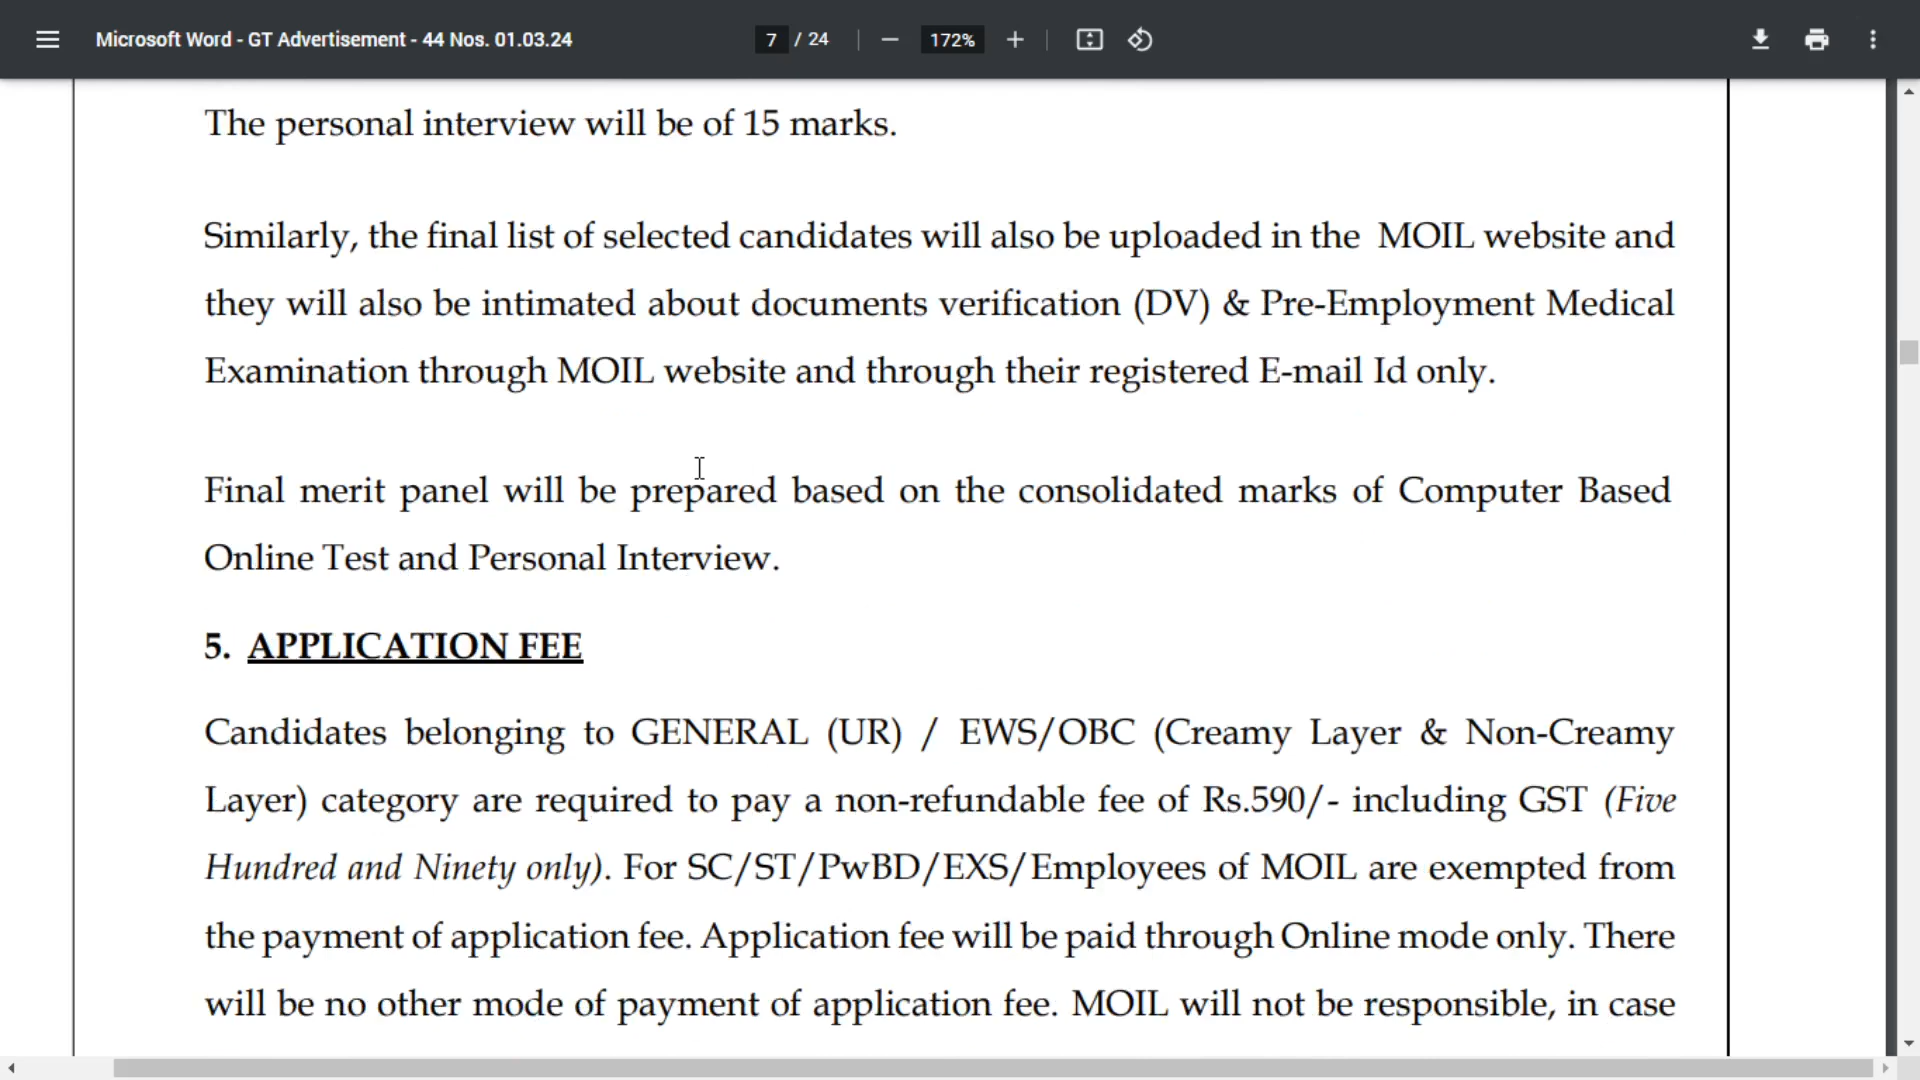 Microsoft Word - GT Advertisement - 44 Nos. 01.03.24
7 / 24
172%
The personal interview will be of 15 marks.
Similarly, the final list of selected candidates will also be uploaded in the MOIL website and
they will also be intimated about documents verification (DV) & Pre-Employment Medical
Examination through MOIL website and through their registered E-mail Id only.
Final merit panel will be prepared based on the consolidated marks of Computer Based
Online Test and Personal Interview.
5. APPLICATION FEE
Candidates belonging to GENERAL (UR) / EWS/OBC (Creamy Layer & Non-Creamy
Layer) category are required to pay a non-refundable fee of Rs.590/- including GST (Five
Hundred and Ninety only). For SC/ST/PwBD/EXS/Employees of MOIL are exempted from
the payment of application fee. Application fee will be paid through Online mode only. There
will be no other mode of payment of application fee. MOIL will not be responsible, in case